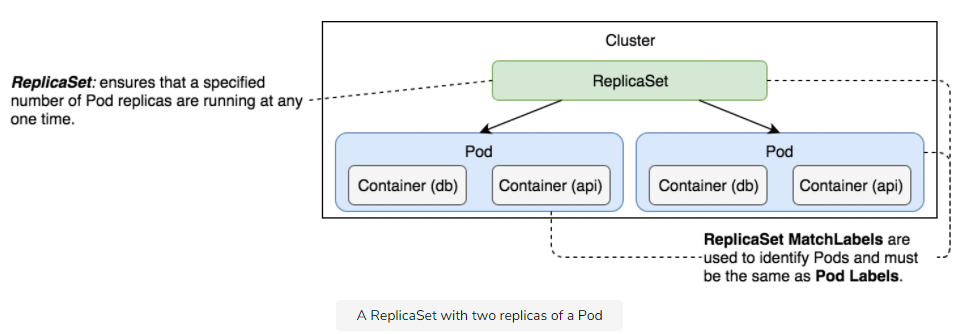 Cluster
ReplicaSet
ReplicaSet: ensures that a specified
number of Pod replicas are running at any
one time.
Pod
Container (db)
Container (api)
Pod
Container (db)
Container (api)
ReplicaSet MatchLabels are
used to identify Pods and must
be the same as Pod Labels.
A ReplicaSet with two replicas of a Pod